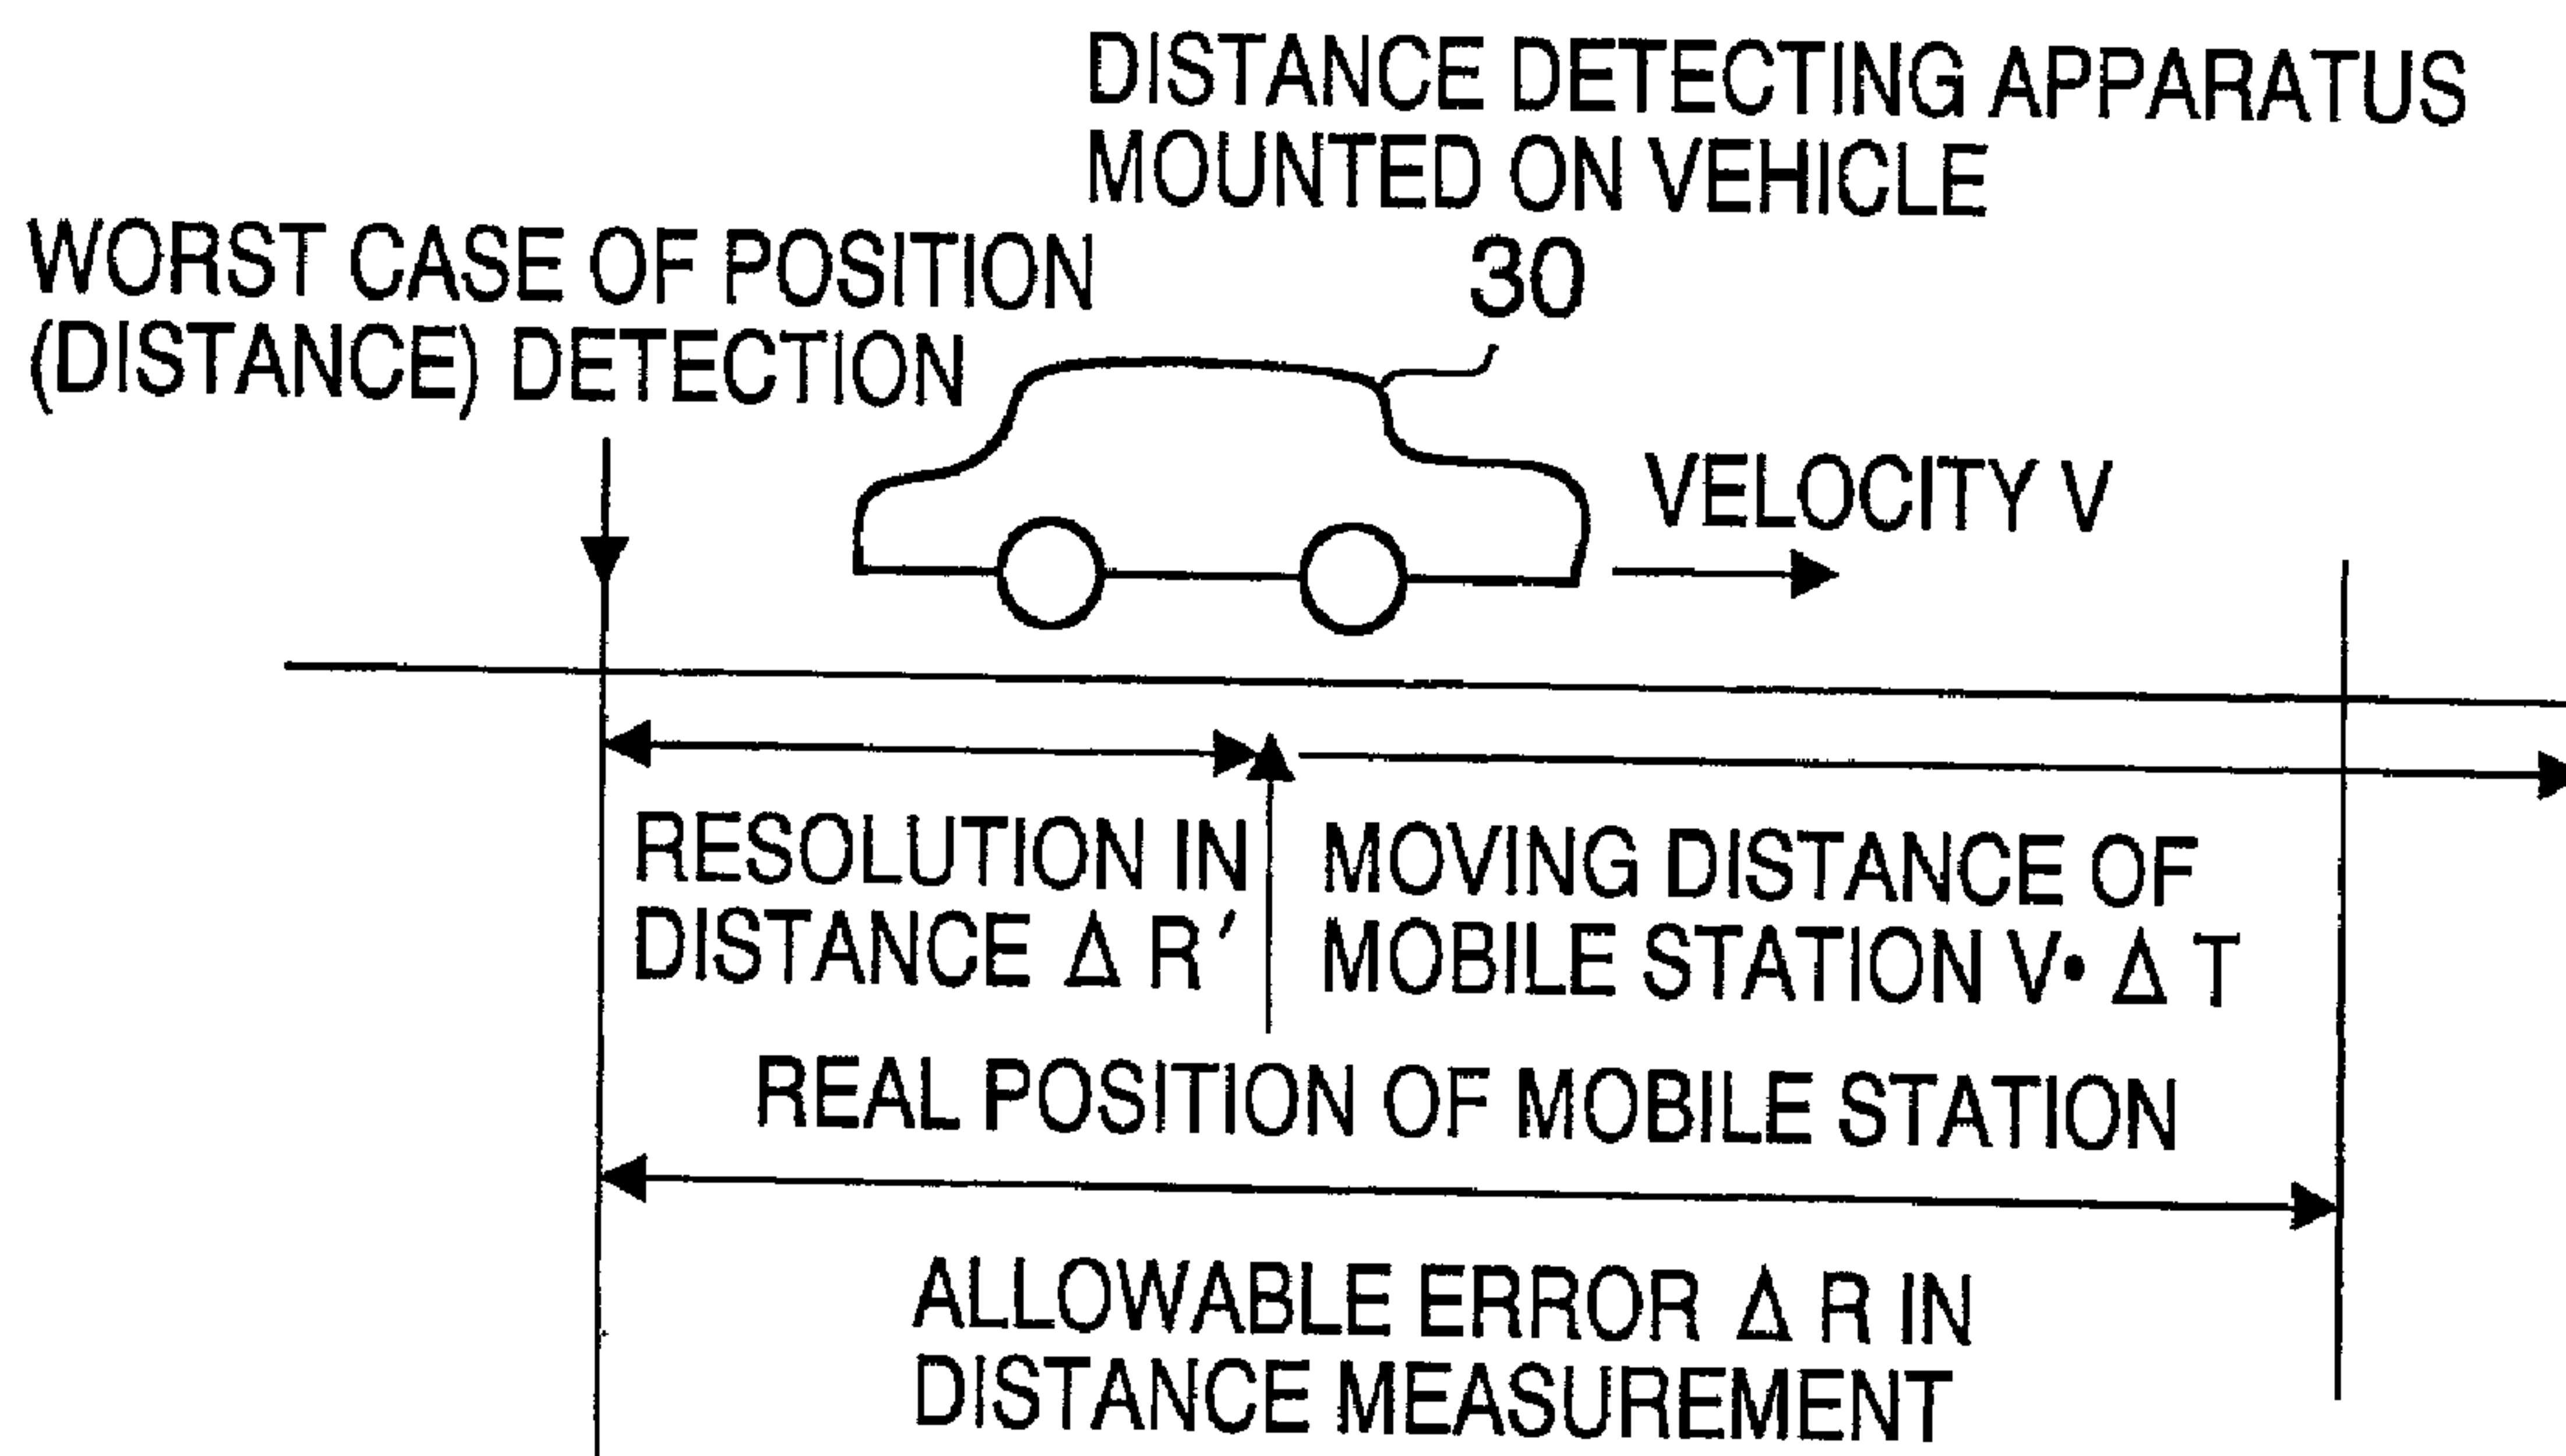 DISTANCE DETECTING APPARATUS
MOUNTED ON VEHICLE
30
WORST CASE OF POSITION
(DISTANCE) DETECTION
VELOCITY V
RESOLUTION IN
DISTANCE Δ R′
MOVING DISTANCE OF
MOBILE STATION V• Δ T
REAL POSITION OF MOBILE STATION
ALLOWABLE ERROR Δ R IN
DISTANCE MEASUREMENT